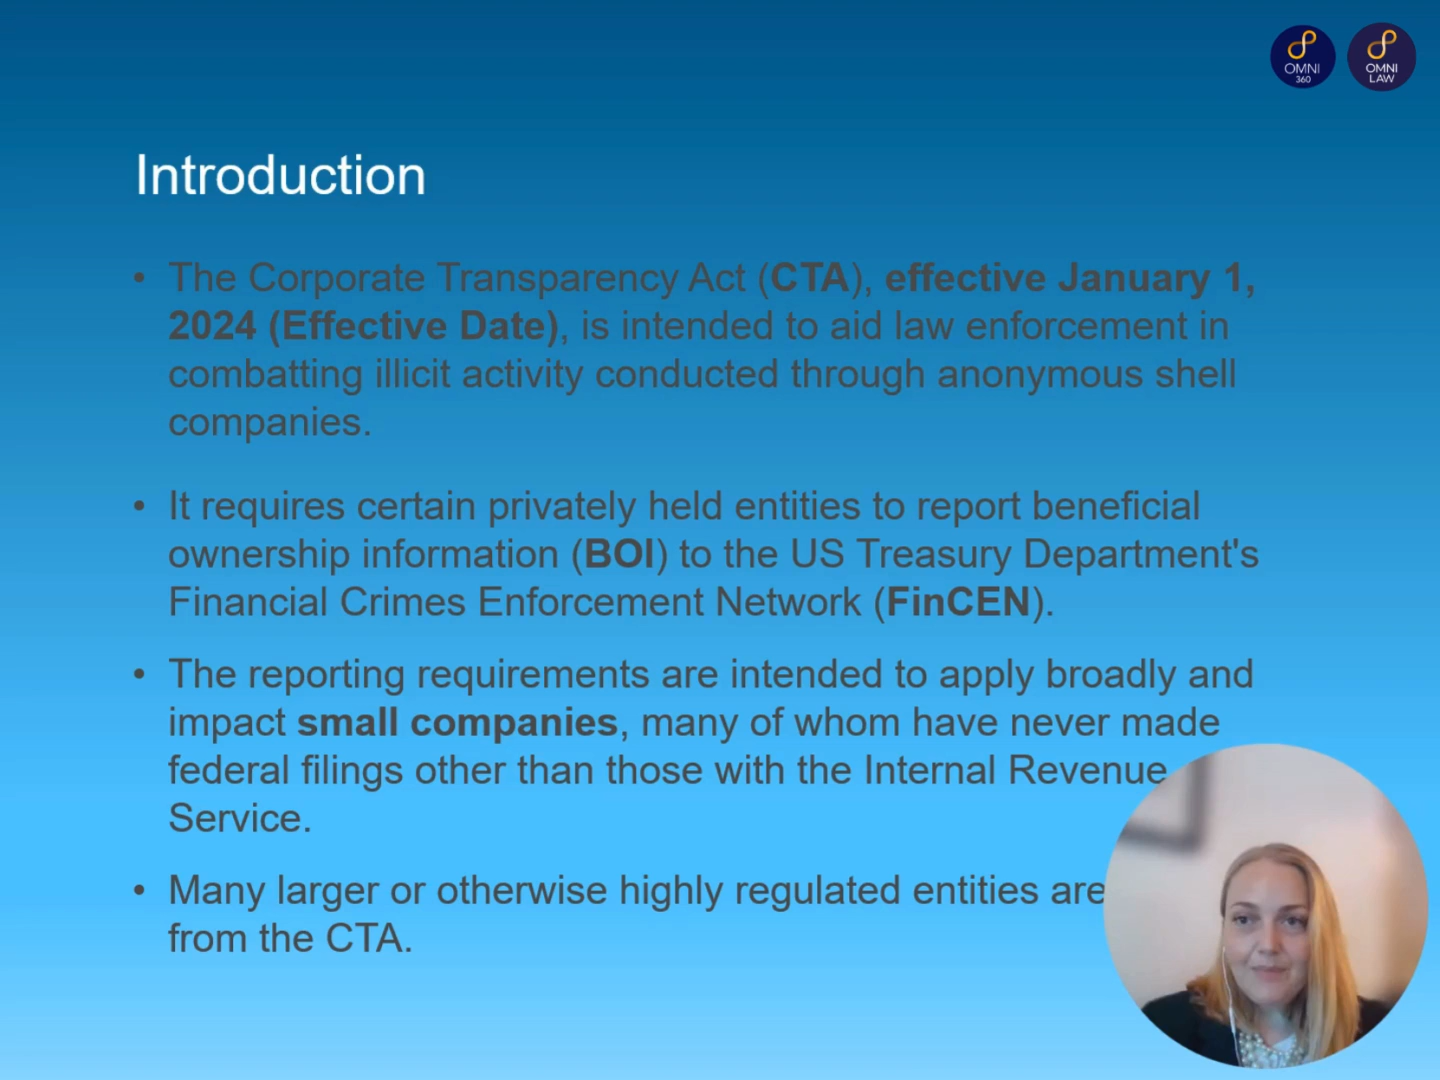 OMNI
360
OMNI
LAW
Introduction
• The Corporate Transparency Act (CTA), effective January 1,
2024 (Effective Date), is intended to aid law enforcement in
combatting illicit activity conducted through anonymous shell
companies.
• It requires certain privately held entities to report beneficial
ownership information (BOI) to the US Treasury Department's
Financial Crimes Enforcement Network (FinCEN).
• The reporting requirements are intended to apply broadly and
impact small companies, many of whom have never made
federal filings other than those with the Internal Revenue
Service.
• Many larger or otherwise highly regulated entities are
from the CTA.